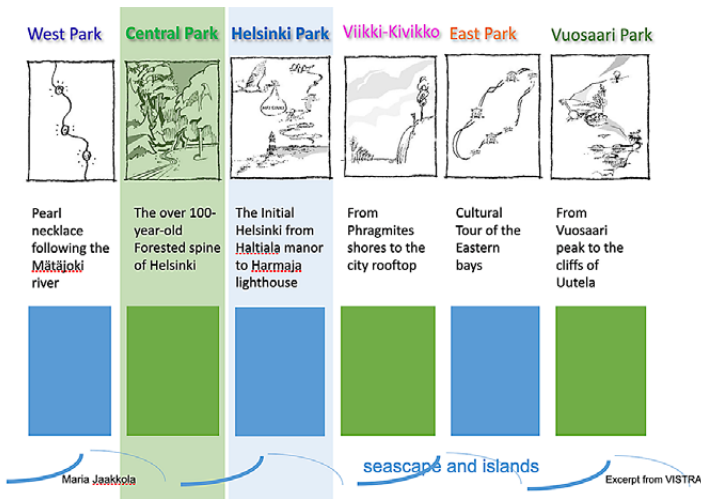 West Park
Central Park
Helsinki Park
Viikki-Kivikko
East Park
Vuosaari Park
Pearl
necklace
following the
Mätäjoki
river
The over 100-
year-old
Forested spine
of Helsinki
The Initial
Helsinki from
Haltiala manor
to Harmaja
lighthouse
From
Phragmites
shores to the
city rooftop
Cultural
Tour of the
Eastern
bays
From
Vuosaari
peak to the
cliffs of
Uutela
seascape and islands
Maria Jaakkola
Excerpt from VISTRA